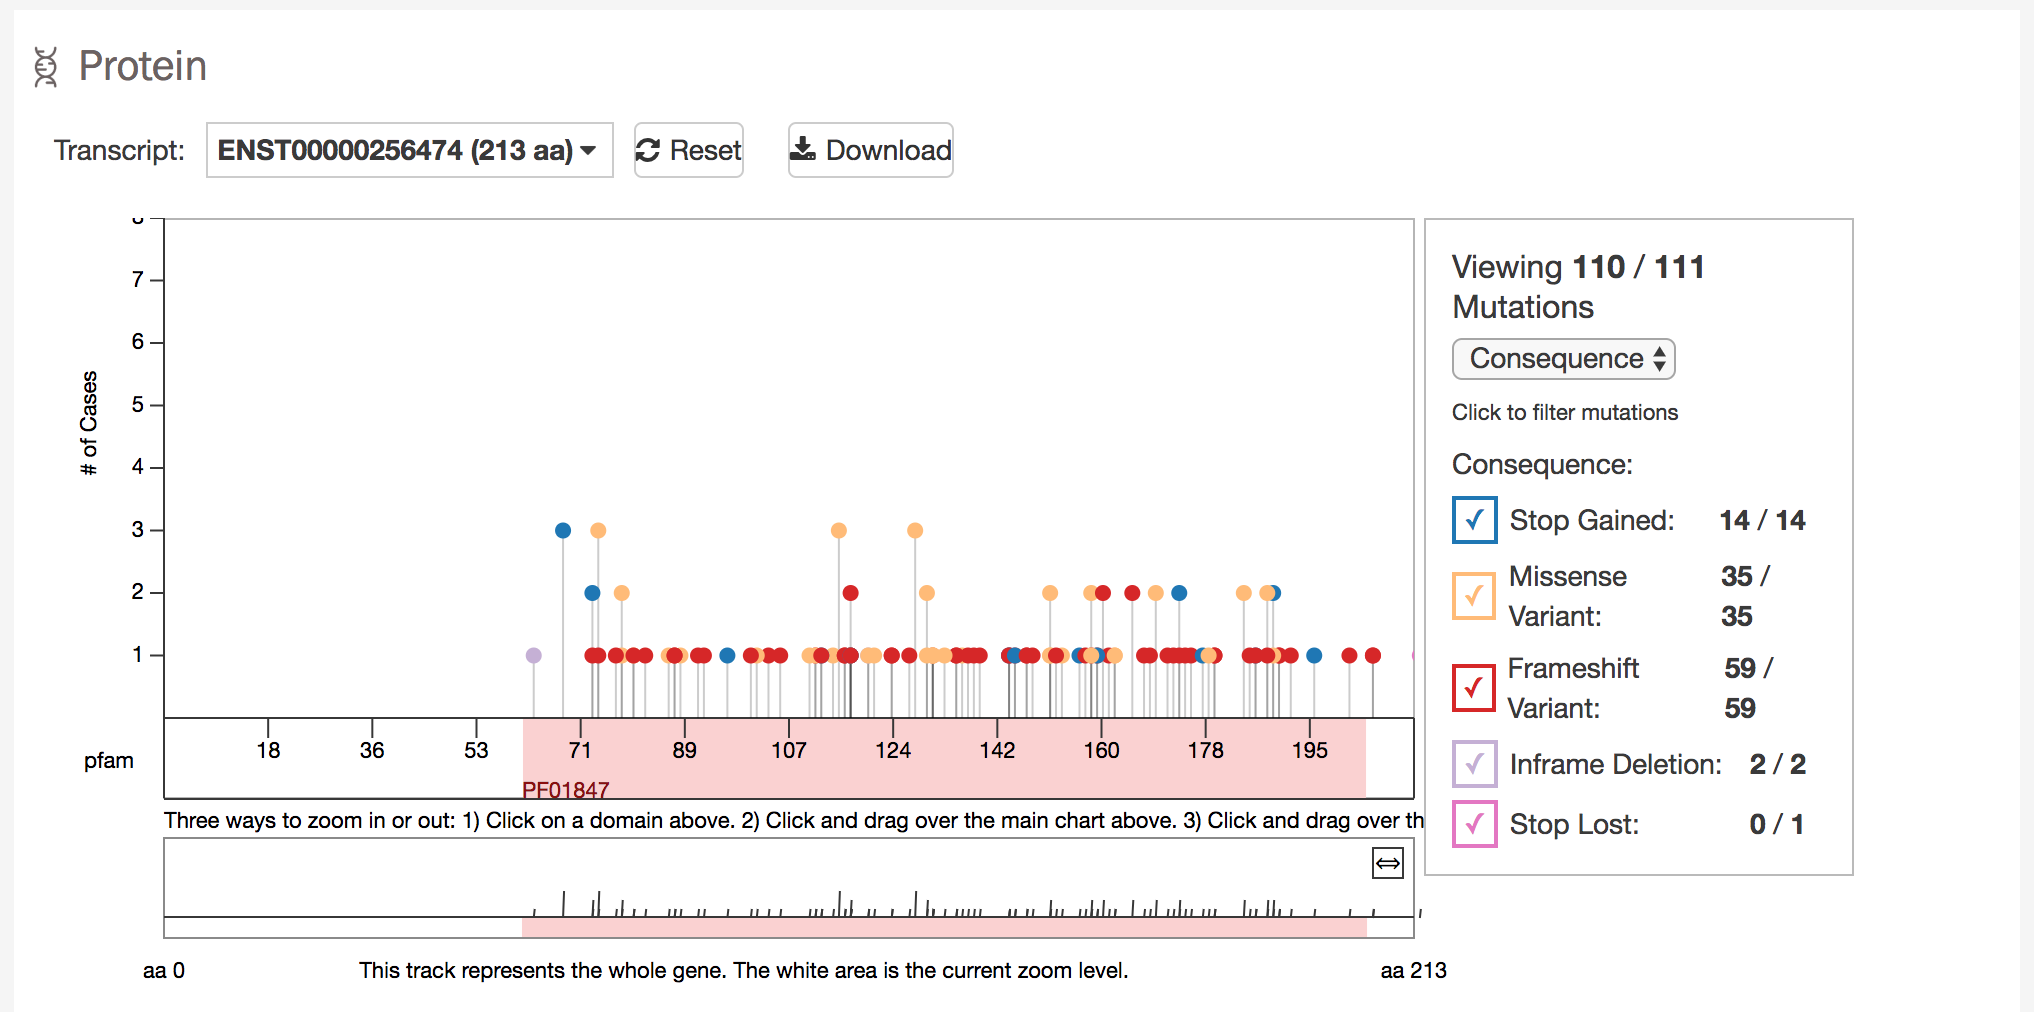 Protein
Transcript: ENST00000256474 (213 aa) Reset Download
# of Cases
7
6
5
4
3
2
1
18 36 53 71 89 107 124 142 160 178 195
pfam
PF01847
Three ways to zoom in or out: 1) Click on a domain above. 2) Click and drag over the main chart above. 3) Click and drag over th
aa 0 This track represents the whole gene. The white area is the current zoom level. aa 213
Viewing 110 / 111
Mutations
Consequence
Click to filter mutations
Consequence:
Stop Gained: 14 / 14
Missense 35 /
Variant: 35
Frameshift 59 /
Variant: 59
Inframe Deletion: 2 / 2
Stop Lost: 0 / 1